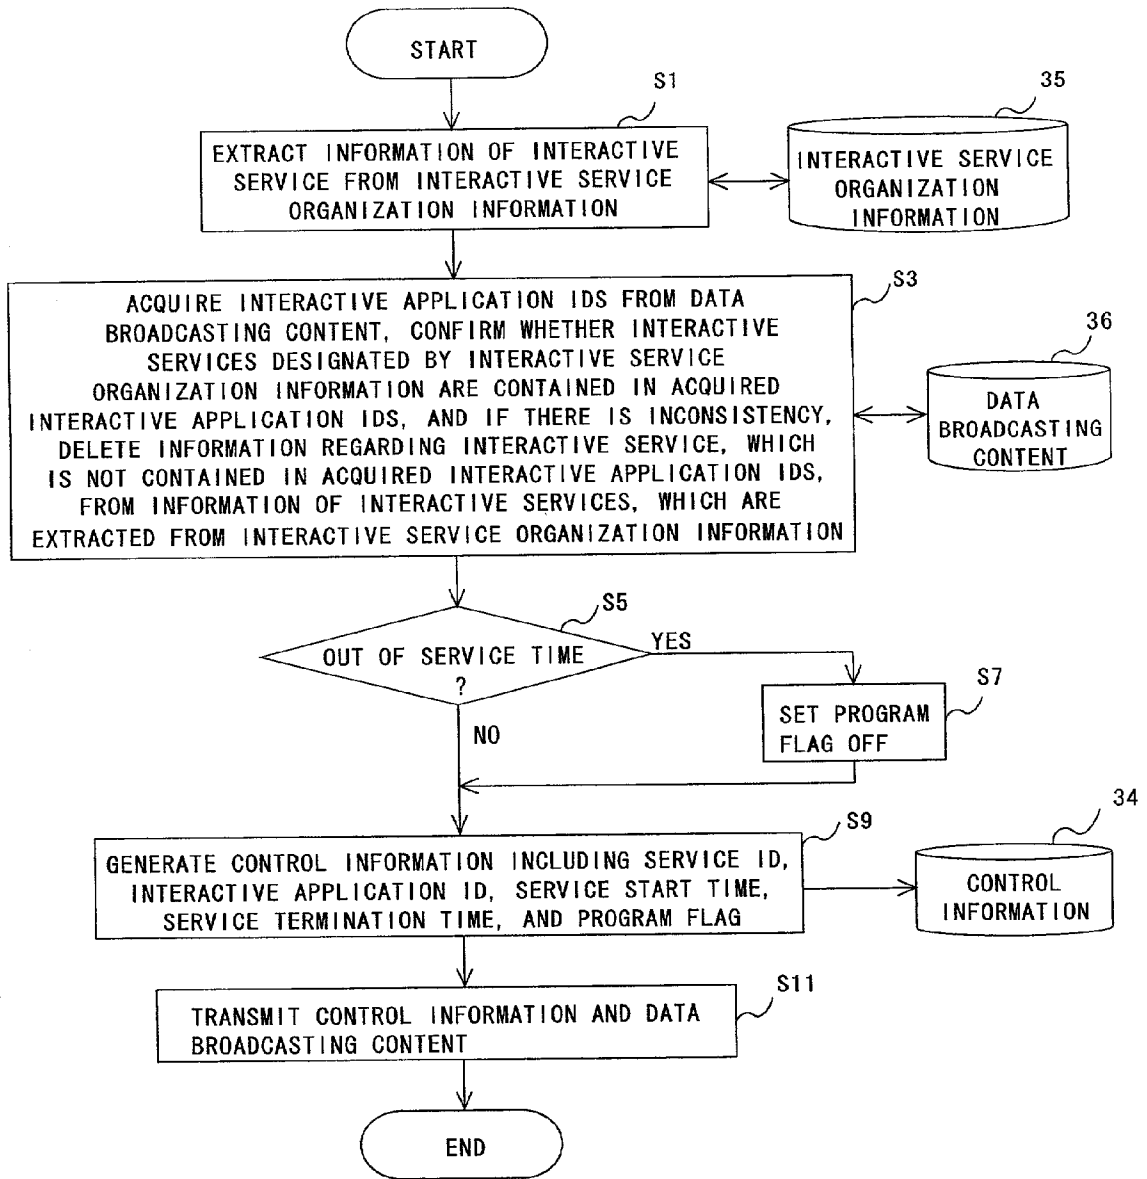 START
S1
EXTRACT INFORMATION OF INTERACTIVE
SERVICE FROM INTERACTIVE SERVICE
ORGANIZATION INFORMATION
35
INTERACTIVE SERVICE
ORGANIZATION
INFORMATION
S3
ACQUIRE INTERACTIVE APPLICATION IDS FROM DATA
BROADCASTING CONTENT, CONFIRM WHETHER INTERACTIVE
SERVICES DESIGNATED BY INTERACTIVE SERVICE
ORGANIZATION INFORMATION ARE CONTAINED IN ACQUIRED
INTERACTIVE APPLICATION IDS, AND IF THERE IS INCONSISTENCY,
DELETE INFORMATION REGARDING INTERACTIVE SERVICE, WHICH
IS NOT CONTAINED IN ACQUIRED INTERACTIVE APPLICATION IDS,
FROM INFORMATION OF INTERACTIVE SERVICES, WHICH ARE
EXTRACTED FROM INTERACTIVE SERVICE ORGANIZATION INFORMATION
36
DATA
BROADCASTING
CONTENT
S5
OUT OF SERVICE TIME
?
YES
NO
S7
SET PROGRAM
FLAG OFF
S9
GENERATE CONTROL INFORMATION INCLUDING SERVICE ID,
INTERACTIVE APPLICATION ID, SERVICE START TIME,
SERVICE TERMINATION TIME, AND PROGRAM FLAG
34
CONTROL
INFORMATION
S11
TRANSMIT CONTROL INFORMATION AND DATA
BROADCASTING CONTENT
END